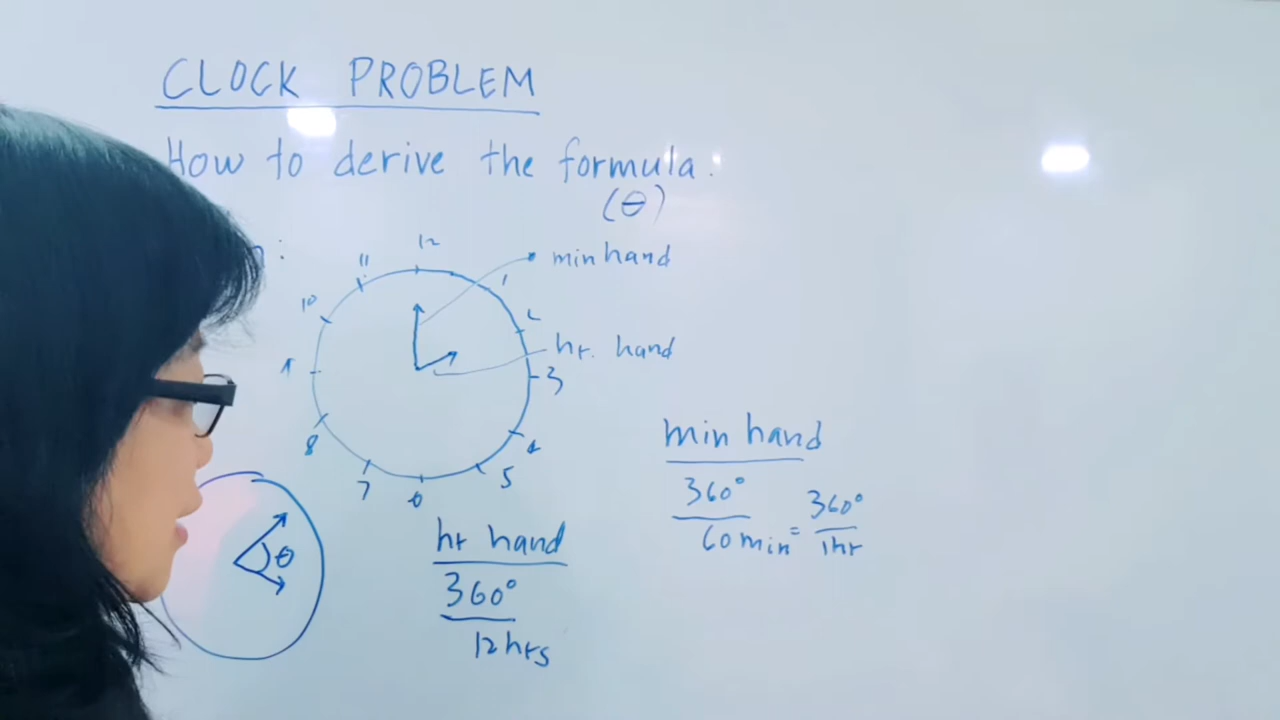 CLOCK PROBLEM
How to derive the formula.
(θ)
:
12
11
1
min hand
10
2
hr. hand
3
8
4
7
6
5
min hand
360° / 60 min = 360° / 1hr
hr hand
360°
12 hrs
θ